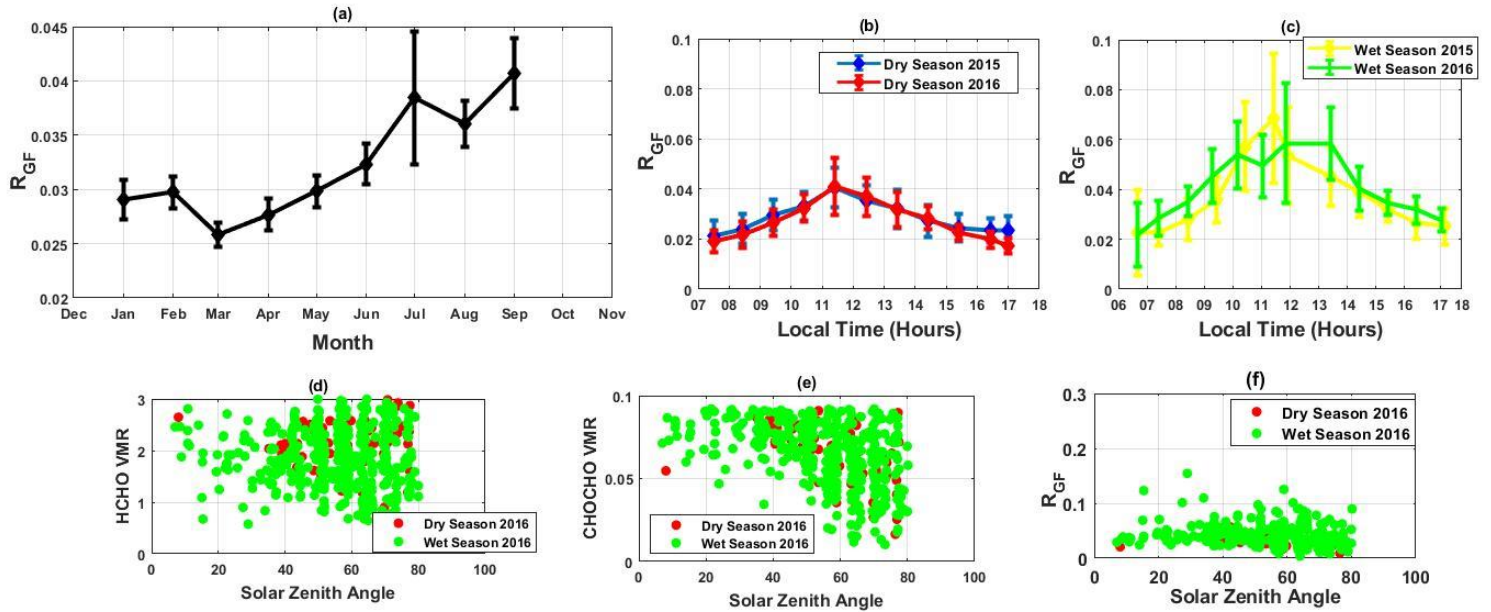 (a)
0.045
0.04
0.035
0.03
0.025
0.02
R_GF
Dec Jan Feb Mar Apr May Jun Jul Aug Sep Oct Nov
Month
(b)
0.1
0.08
0.06
0.04
0.02
0
R_GF
Dry Season 2015
Dry Season 2016
07 08 09 10 11 12 13 14 15 16 17 18
Local Time (Hours)
(c)
0.1
0.08
0.06
0.04
0.02
0
R_GF
Wet Season 2015
Wet Season 2016
06 07 08 09 10 11 12 13 14 15 16 17 18
Local Time (Hours)
(d)
3
2
1
0
HCHO VMR
Dry Season 2016
Wet Season 2016
0 20 40 60 80 100
Solar Zenith Angle
(e)
0.1
0.05
0
CHOCHO VMR
Dry Season 2016
Wet Season 2016
0 20 40 60 80 100
Solar Zenith Angle
(f)
0.3
0.2
0.1
0
R_GF
Dry Season 2016
Wet Season 2016
0 20 40 60 80 100
Solar Zenith Angle